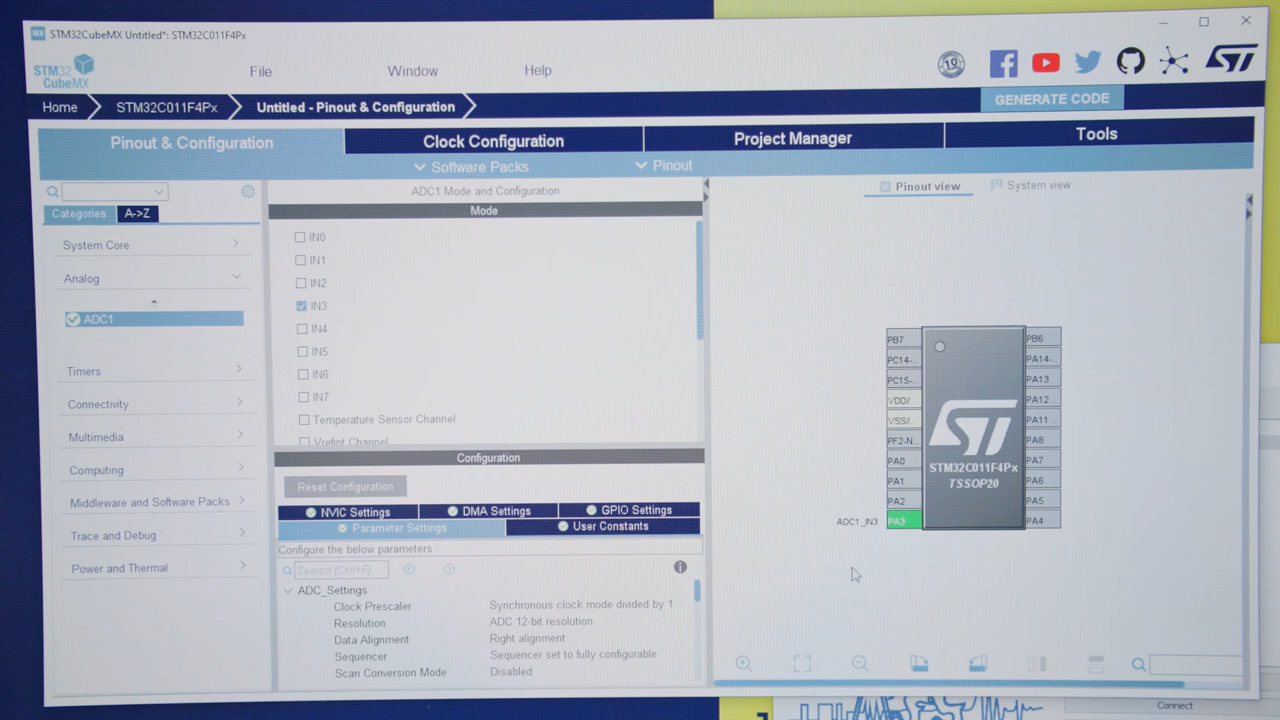 MX STM32CubeMX Untitled*: STM32C011F4Px
STM32
CubeMX
File
Window
Help
10
Home
STM32C011F4Px
Untitled - Pinout & Configuration
GENERATE CODE
Pinout & Configuration
Clock Configuration
Project Manager
Tools
Software Packs
Pinout
Categories
A->Z
System Core
Analog
ADC1
Timers
Connectivity
Multimedia
Computing
Middleware and Software Packs
Trace and Debug
Power and Thermal
ADC1 Mode and Configuration
Mode
IN0
IN1
IN2
IN3
IN4
IN5
IN6
IN7
Temperature Sensor Channel
Vrefint Channel
Configuration
Reset Configuration
NVIC Settings
DMA Settings
GPIO Settings
Parameter Settings
User Constants
Configure the below parameters :
Search (Ctrl+F)
ADC_Settings
Clock Prescaler Synchronous clock mode divided by 1
Resolution ADC 12-bit resolution
Data Alignment Right alignment
Sequencer Sequencer set to fully configurable
Scan Conversion Mode Disabled
Pinout view
System view
PB7
PC14-..
PC15-..
VDD/..
VSS/..
PF2-N..
PA0
PA1
PA2
ADC1_IN3 PA3
ST
STM32C011F4Px
TSSOP20
PB6
PA14-..
PA13
PA12..
PA11..
PA8
PA7
PA6
PA5
PA4
Connect